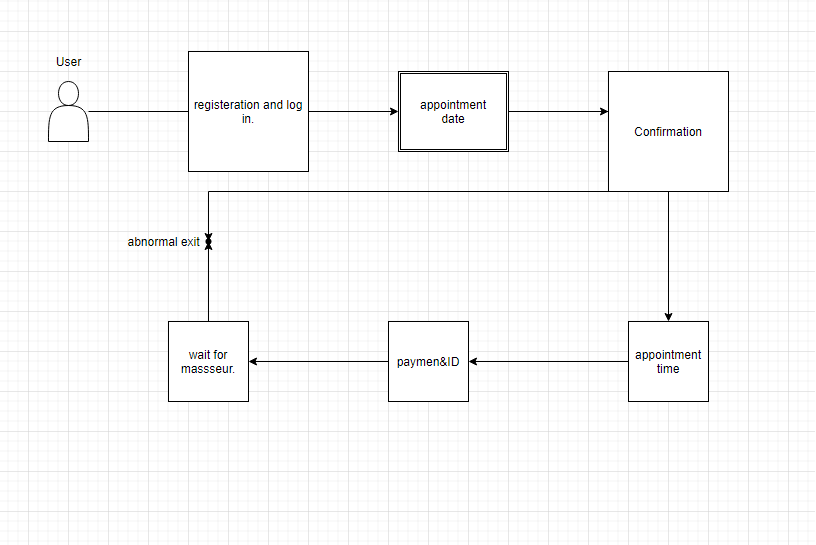 User
registeration and log
in.
appointment
date
Confirmation
abnormal exit
wait for
massseur.
paymen&ID
appointment
time